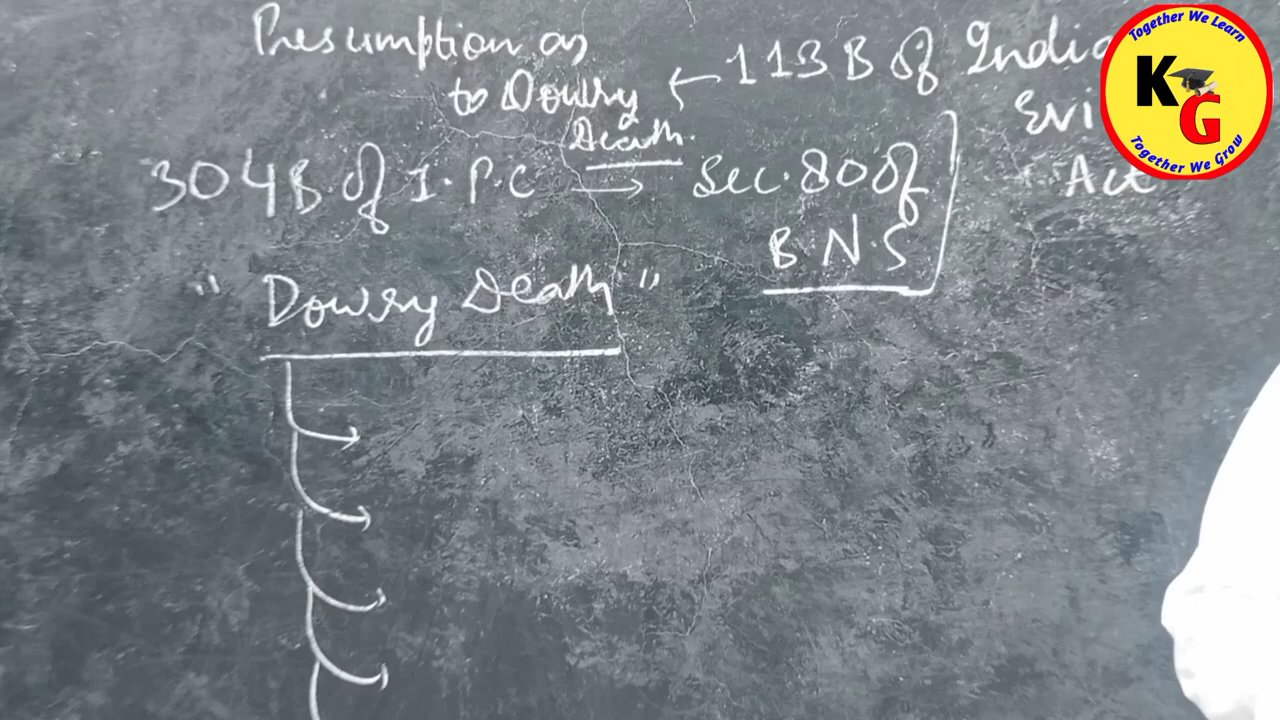 Presumption as
to Dowry ← 113 B of India
Death.
Evi
Act
304B of I.P.C → Sec. 80 of
B.N.S
" Dowry Death "
Together We Learn
KG
Together We Grow